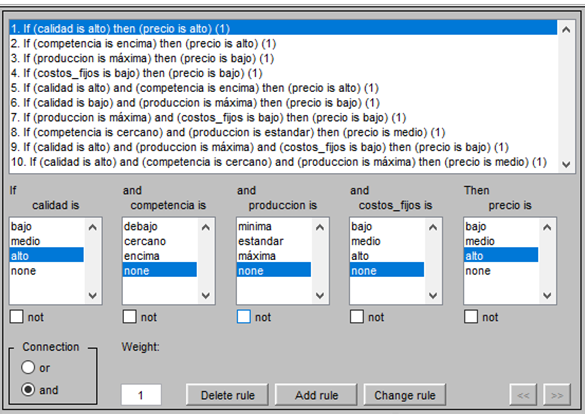 1. If (calidad is alto) then (precio is alto) (1)
2. If (competencia is encima) then (precio is alto) (1)
3. If (produccion is máxima) then (precio is bajo) (1)
4. If (costos_fijos is bajo) then (precio is bajo) (1)
5. If (calidad is alto) and (competencia is encima) then (precio is alto) (1)
6. If (calidad is bajo) and (produccion is máxima) then (precio is bajo) (1)
7. If (produccion is máxima) and (costos_fijos is bajo) then (precio is bajo) (1)
8. If (competencia is cercano) and (produccion is estandar) then (precio is medio) (1)
9. If (calidad is alto) and (produccion is máxima) and (costos_fijos is bajo) then (precio is bajo) (1)
10. If (calidad is alto) and (competencia is cercano) and (produccion is máxima) then (precio is medio) (1)
If and and and Then
calidad is competencia is produccion is costos_fijos is precio is
bajo debajo minima bajo bajo
medio cercano estandar medio medio
alto encima máxima alto alto
none none none none none
not not not not not
Connection Weight:
or
and 1 Delete rule Add rule Change rule << >>